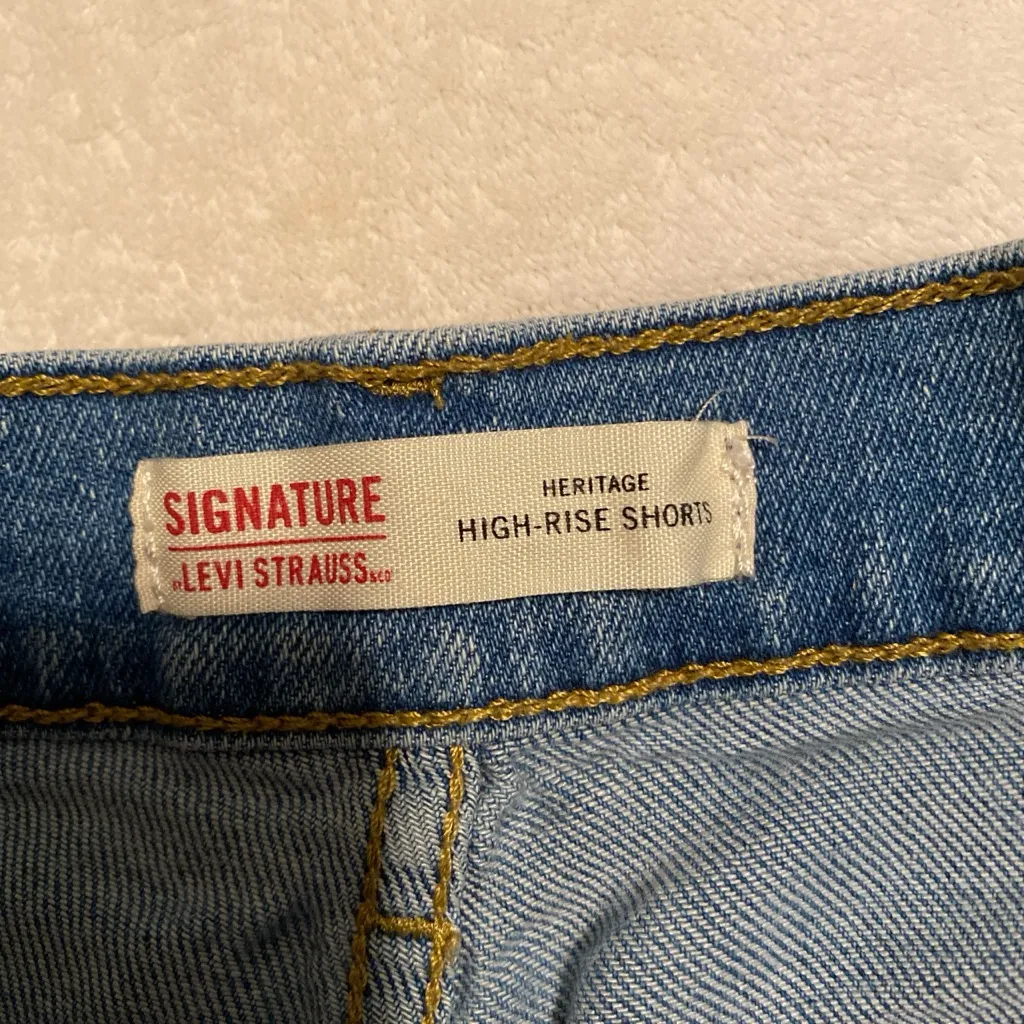 SIGNATURE
BY LEVI STRAUSS & CO
HERITAGE
HIGH-RISE SHORTS